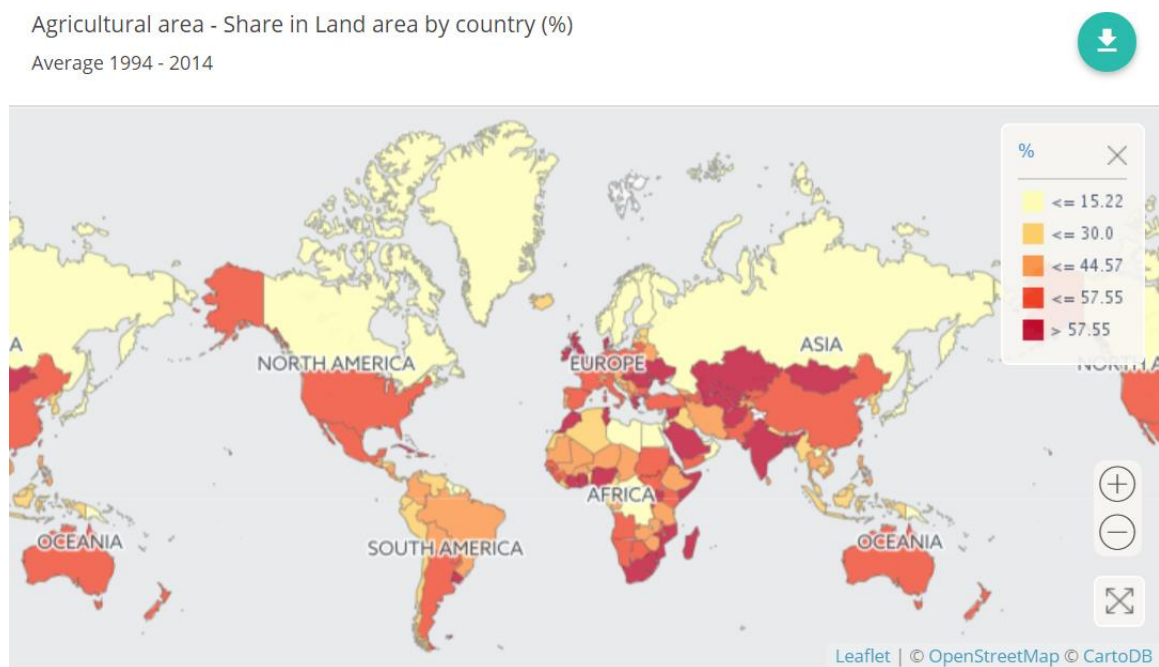 Agricultural area - Share in Land area by country (%)
Average 1994 - 2014
%
<= 15.22
<= 30.0
<= 44.57
<= 57.55
> 57.55
A
NORTH AMERICA
EUROPE
ASIA
NORTH A
AFRICA
OCEANIA
SOUTH AMERICA
OCEANIA
Leaflet | © OpenStreetMap © CartoDB